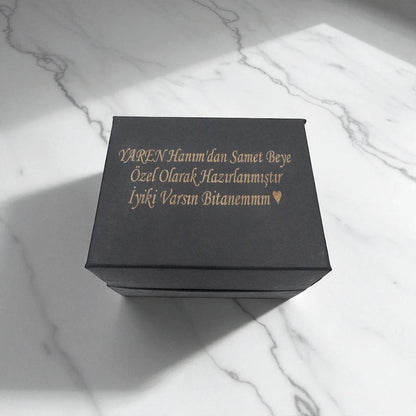 YAREN Hanım'dan Samet Beye
Özel Olarak Hazırlanmıştır
İyiki Varsın Bitanemmm♥